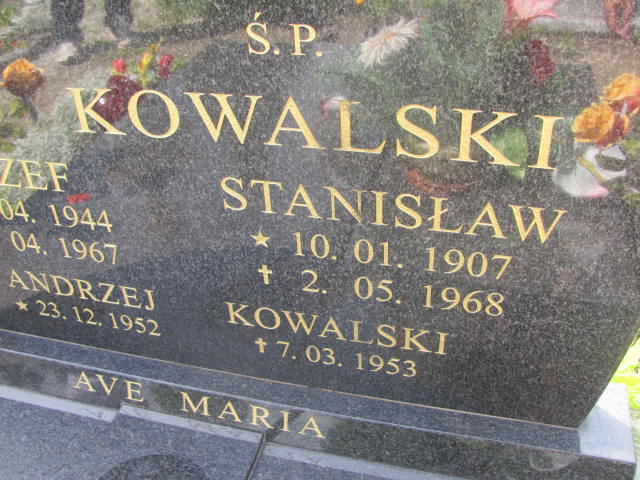 Ś.P.
KOWALSKI
ZEF
04. 1944
04. 1967
ANDRZEJ
★ 23. 12. 1952
STANISŁAW
★ 10. 01. 1907
✝ 2. 05. 1968
KOWALSKI
✝ 7. 03. 1953
AVE MARIA